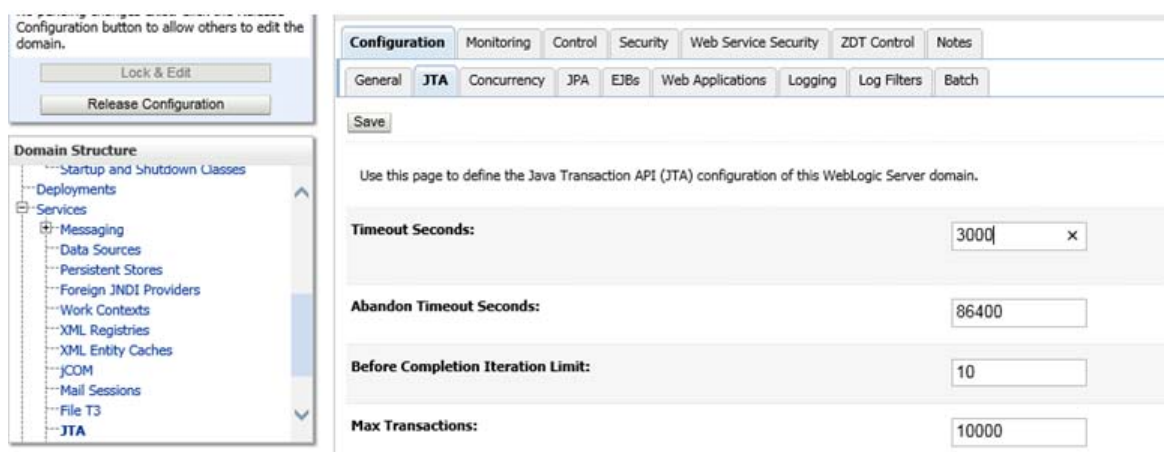 Configuration button to allow others to edit the
domain.
Lock & Edit
Release Configuration
Domain Structure
Startup and Shutdown Classes
Deployments
Services
Messaging
Data Sources
Persistent Stores
Foreign JNDI Providers
Work Contexts
XML Registries
XML Entity Caches
jCOM
Mail Sessions
File T3
JTA
Configuration Monitoring Control Security Web Service Security ZDT Control Notes
General JTA Concurrency JPA EJBs Web Applications Logging Log Filters Batch
Save
Use this page to define the Java Transaction API (JTA) configuration of this WebLogic Server domain.
Timeout Seconds: 3000
Abandon Timeout Seconds: 86400
Before Completion Iteration Limit: 10
Max Transactions: 10000